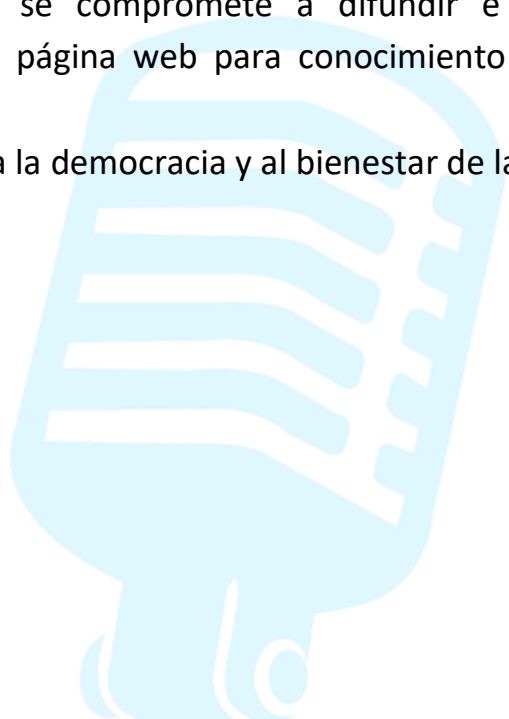 se compromete a difundir e
página web para conocimiento
a la democracia y al bienestar de la